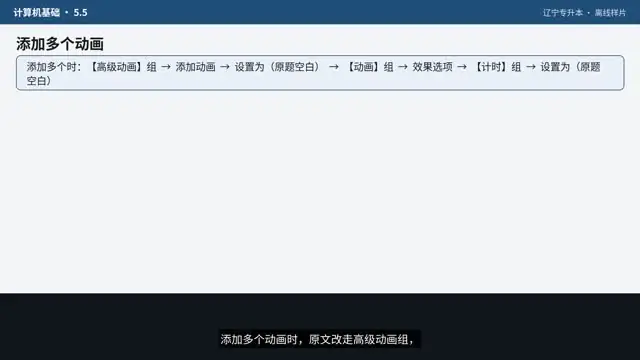 计算机基础 · 5.5
辽宁专升本 · 离线样片
添加多个动画
添加多个时：【高级动画】组 → 添加动画 → 设置为（原题空白） → 【动画】组 → 效果选项 → 【计时】组 → 设置为（原题
空白）
添加多个动画时，原文改走高级动画组，